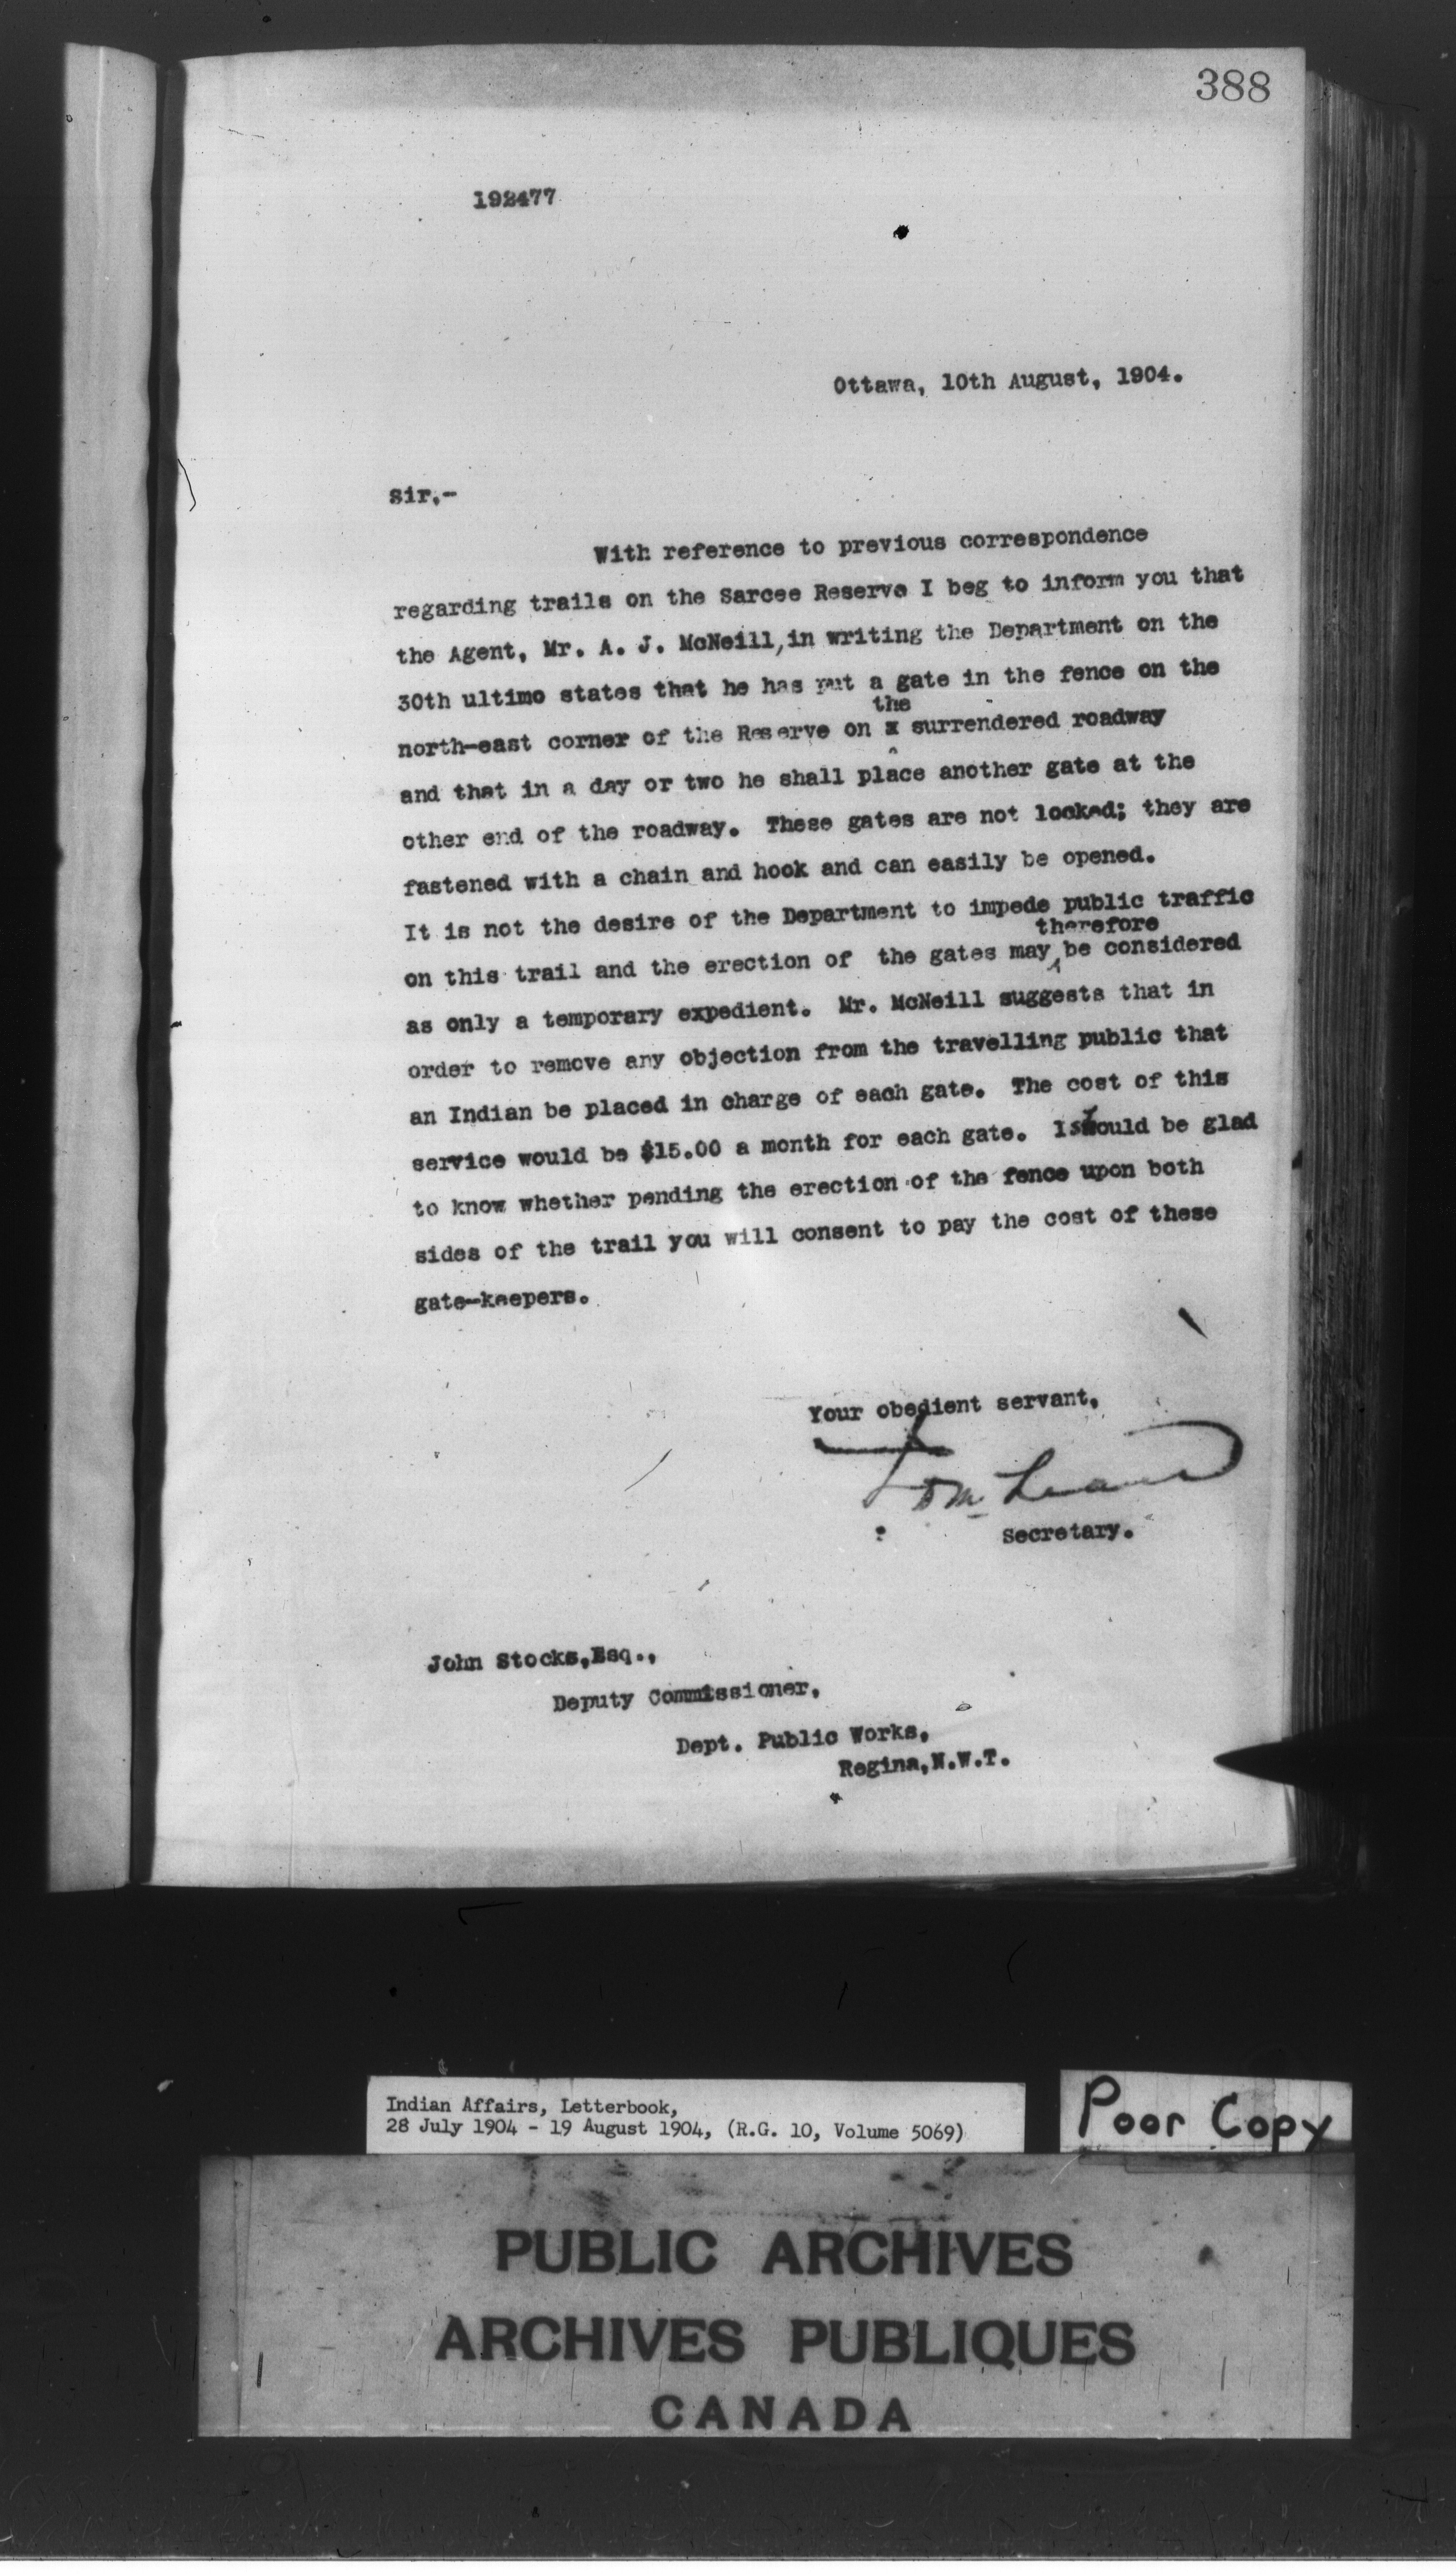 388
192477
Ottawa, 10th August, 1904.
Sir,-
With reference to previous correspondence
regarding trails on the Sarcee Reserve I beg to inform you that
the Agent, Mr. A. J. McNeill, in writing the Department on the
30th ultimo states that he has put a gate in the fence on the
the
north-east corner of the Reserve on x surrendered roadway
and that in a day or two he shall place another gate at the
other end of the roadway. These gates are not locked; they are
fastened with a chain and hook and can easily be opened.
It is not the desire of the Department to impede public traffic
therefore
on this trail and the erection of the gates may be considered
as only a temporary expedient. Mr. McNeill suggests that in
order to remove any objection from the travelling public that
an Indian be placed in charge of each gate. The cost of this
service would be $15.00 a month for each gate. I should be glad
to know whether pending the erection of the fence upon both
sides of the trail you will consent to pay the cost of these
gate-keepers.
Your obedient servant,
Secretary.
John Stocks, Esq.,
Deputy Commissioner,
Dept. Public Works,
Regina, N.W.T.
Indian Affairs, Letterbook,
28 July 1904 - 19 August 1904, (R.G. 10, Volume 5069)
Poor Copy
PUBLIC ARCHIVES
ARCHIVES PUBLIQUES
CANADA